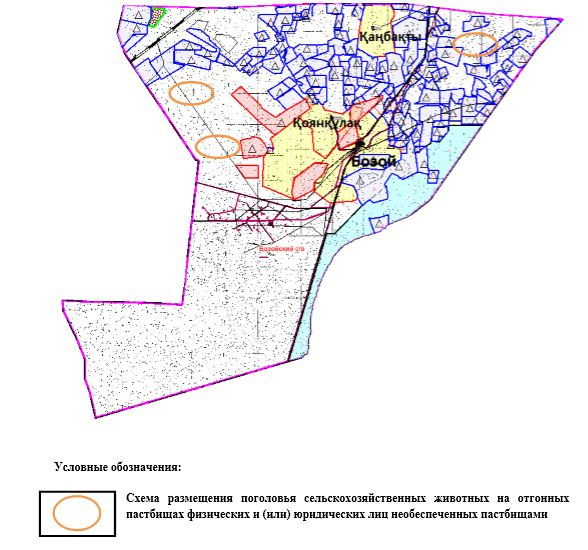 Қаңбақты
Қоянқұлақ
Бозой
Бозойский с/о
Условные обозначения:
Схема размещения поголовья сельскохозяйственных животных на отгонных
пастбищах физических и (или) юридических лиц необеспеченных пастбищами